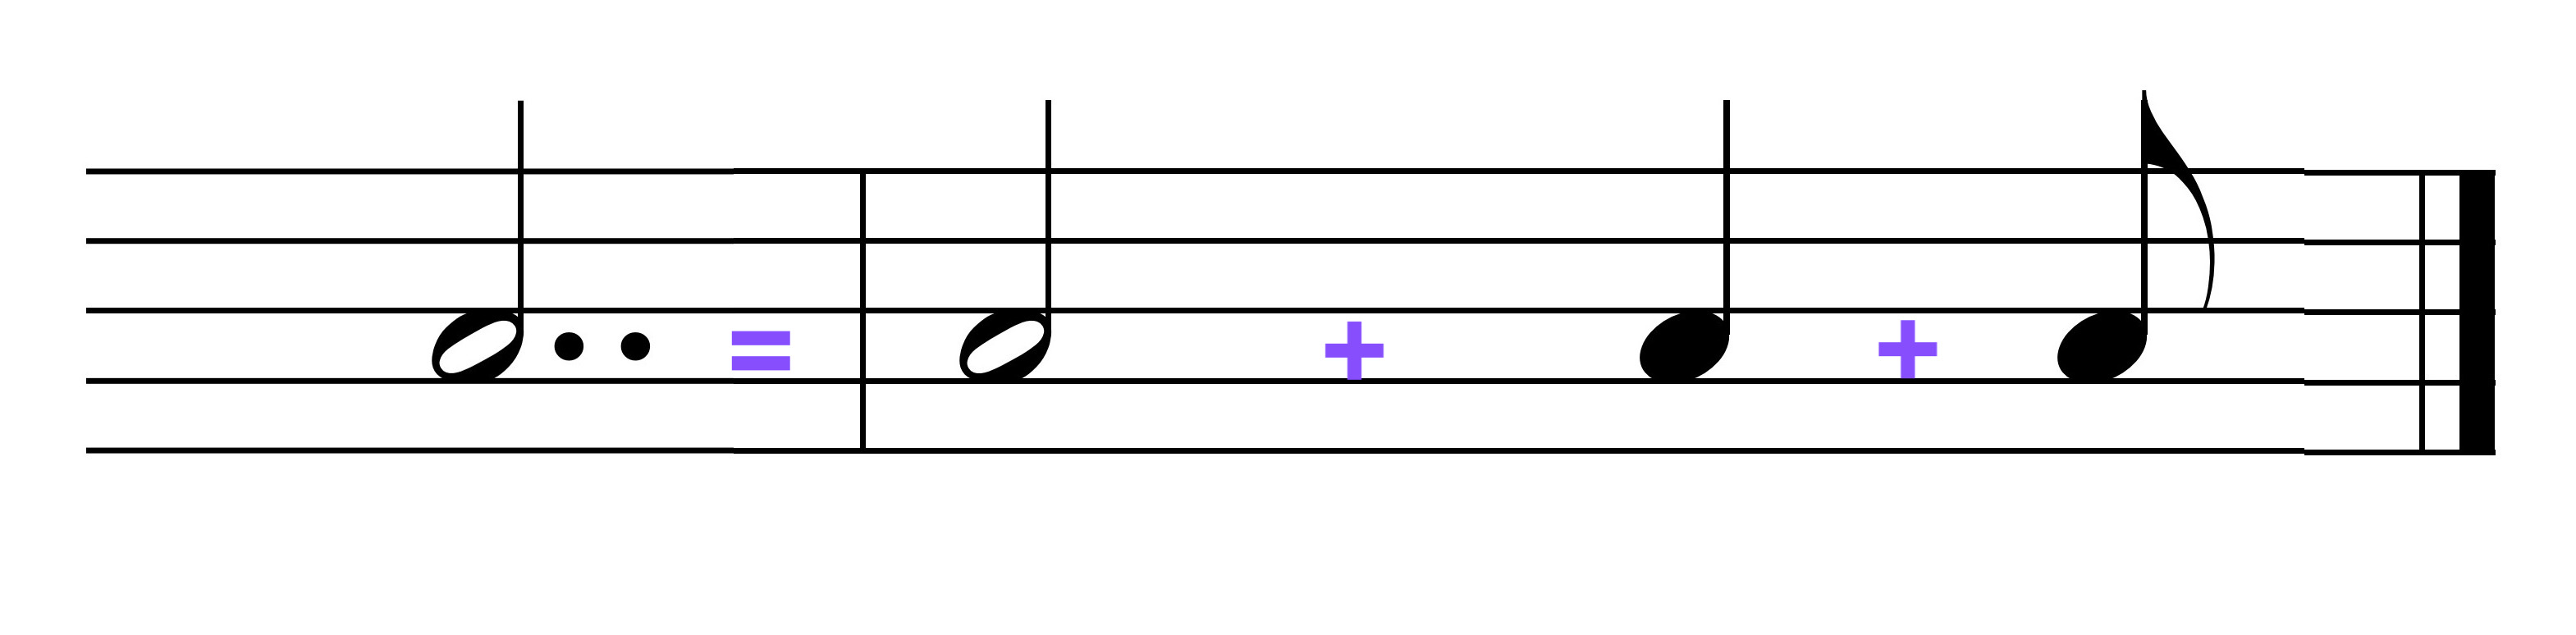 = + +